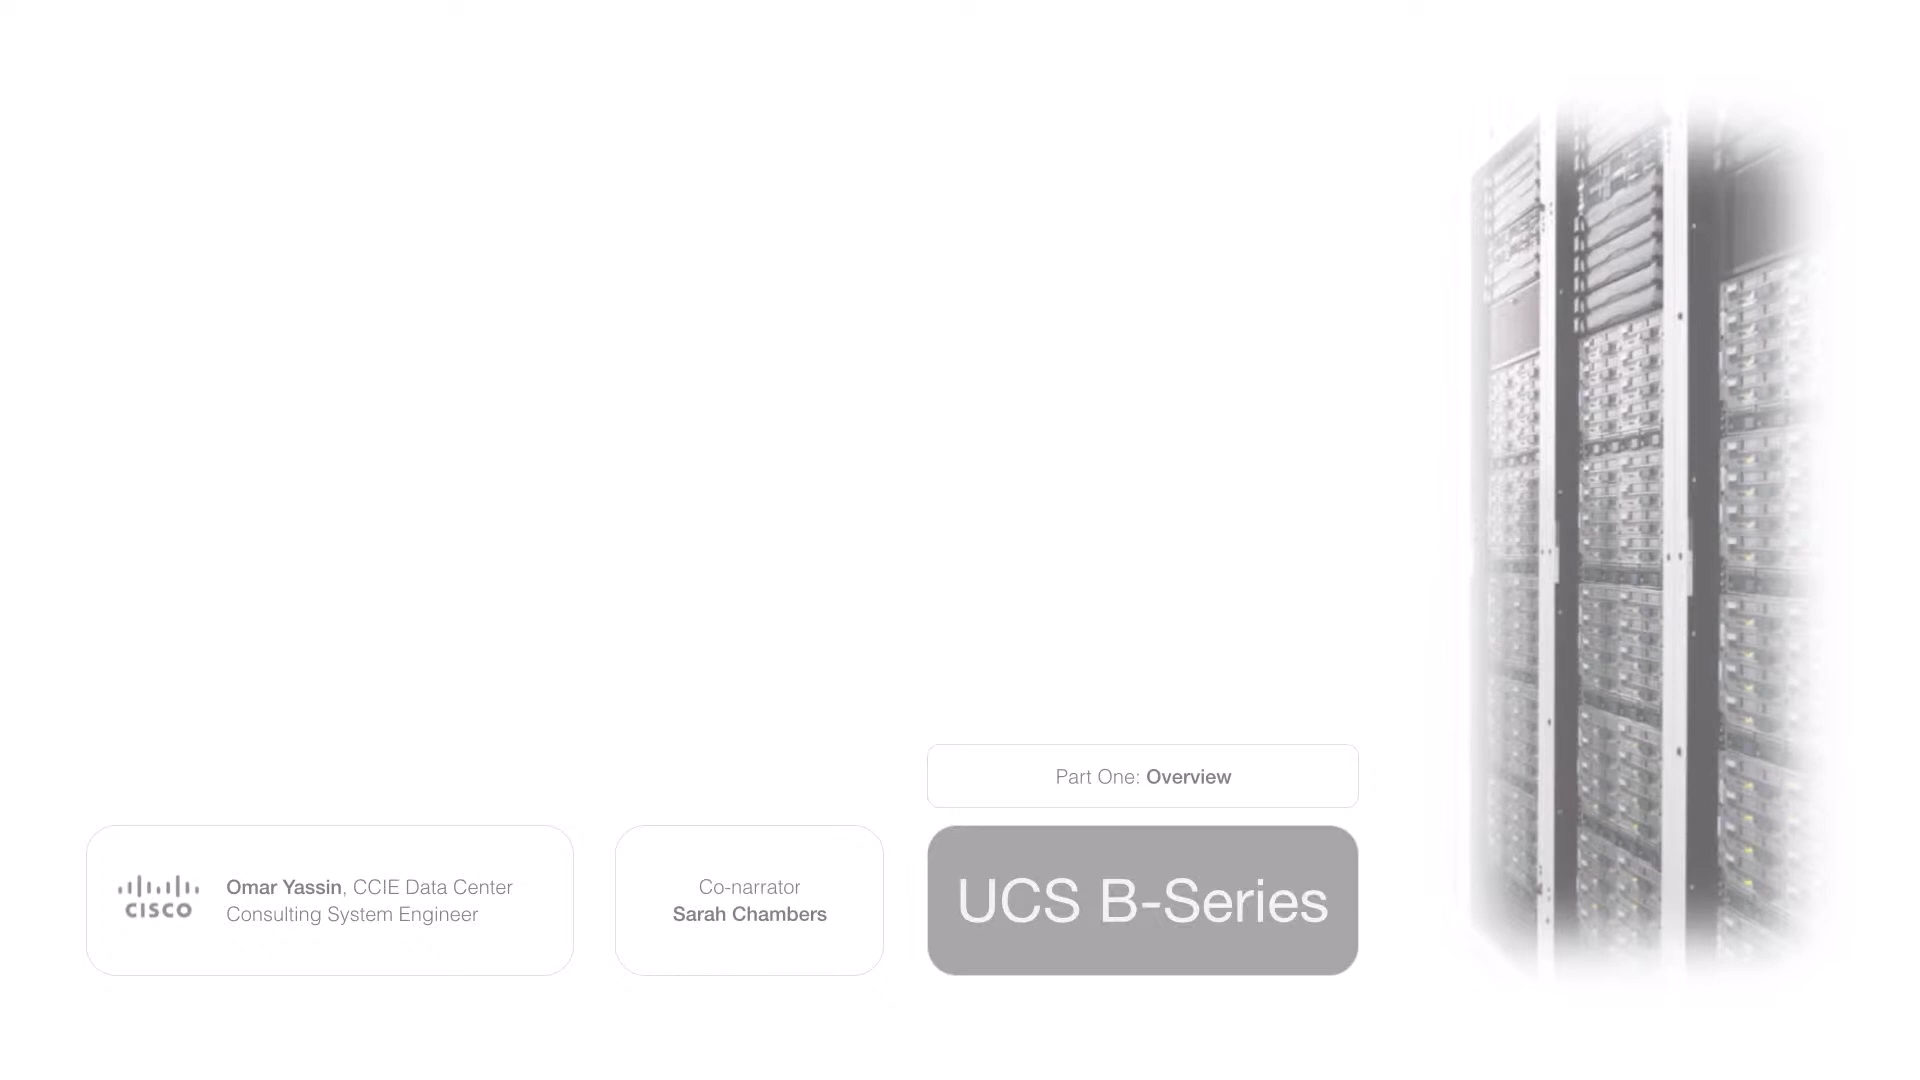 Part One: Overview
CISCO
Omar Yassin, CCIE Data Center
Consulting System Engineer
Co-narrator
Sarah Chambers
UCS B-Series